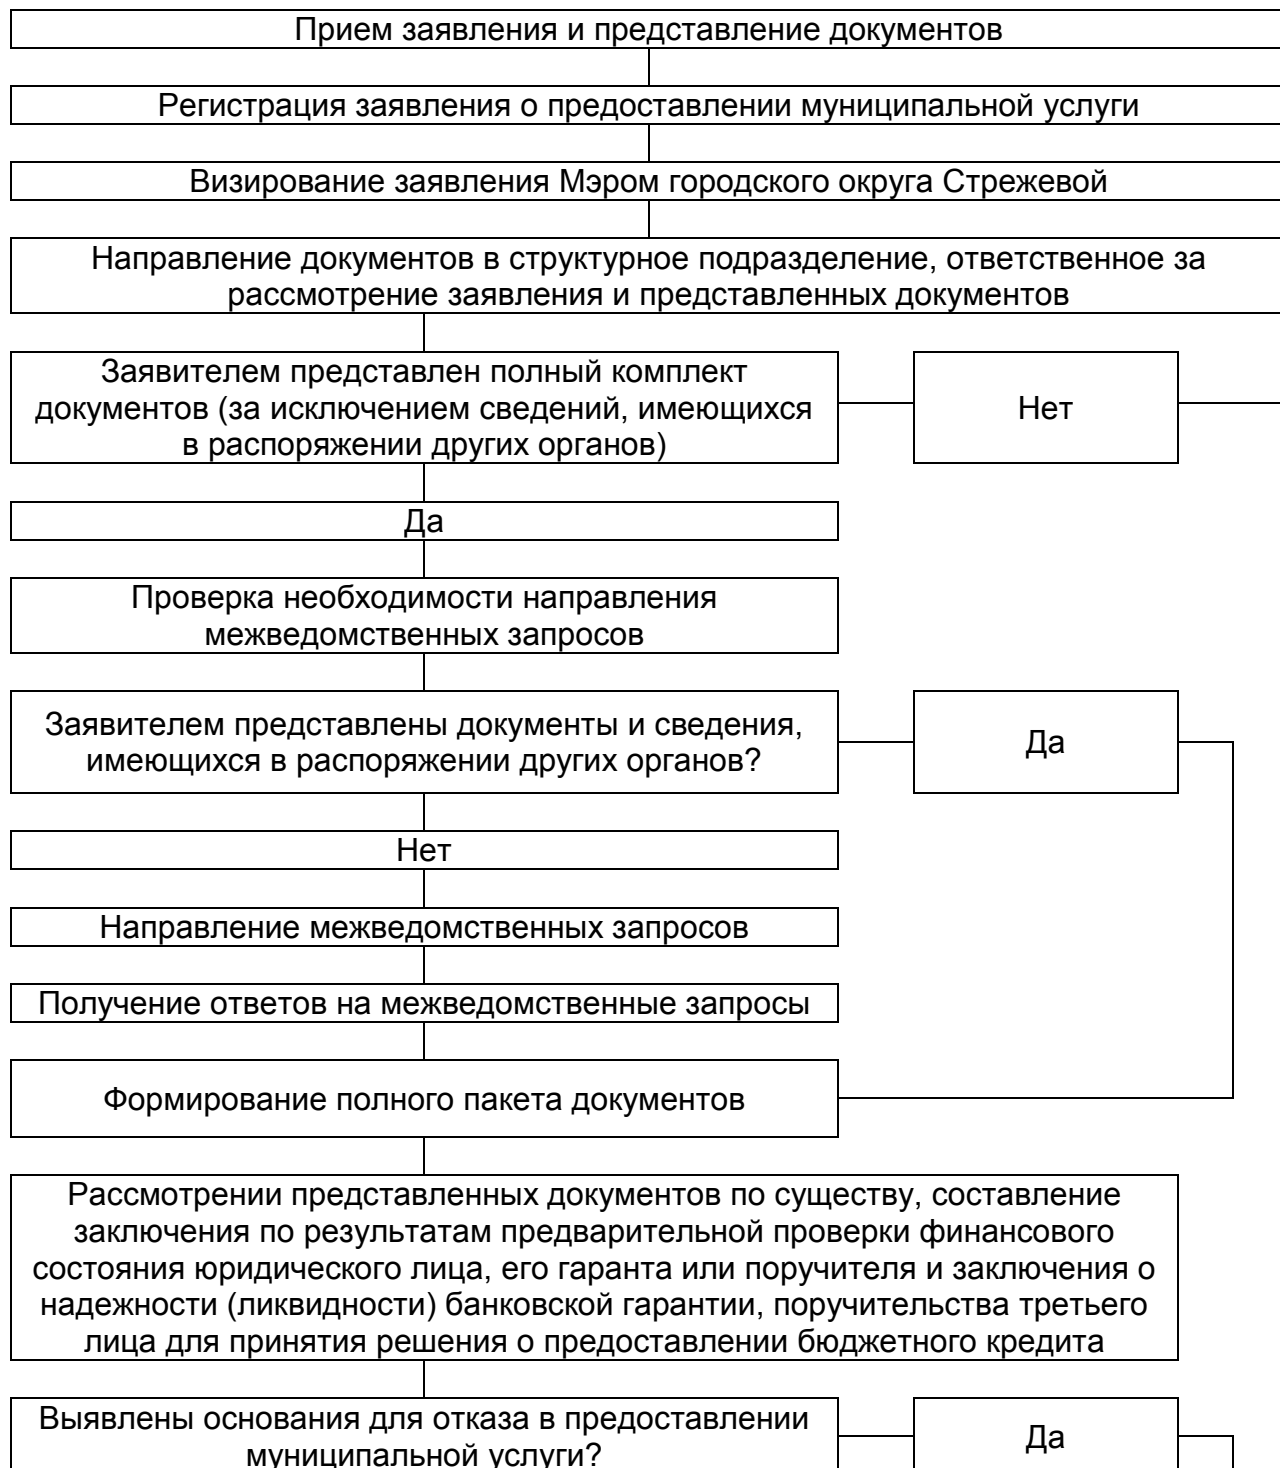 Прием заявления и представление документов
Регистрация заявления о предоставлении муниципальной услуги
Визирование заявления Мэром городского округа Стрежевой
Направление документов в структурное подразделение, ответственное за
рассмотрение заявления и представленных документов
Заявителем представлен полный комплект
документов (за исключением сведений, имеющихся
в распоряжении других органов)
Нет
Да
Проверка необходимости направления
межведомственных запросов
Заявителем представлены документы и сведения,
имеющихся в распоряжении других органов?
Да
Нет
Направление межведомственных запросов
Получение ответов на межведомственные запросы
Формирование полного пакета документов
Рассмотрении представленных документов по существу, составление
заключения по результатам предварительной проверки финансового
состояния юридического лица, его гаранта или поручителя и заключения о
надежности (ликвидности) банковской гарантии, поручительства третьего
лица для принятия решения о предоставлении бюджетного кредита
Выявлены основания для отказа в предоставлении
муниципальной услуги?
Да